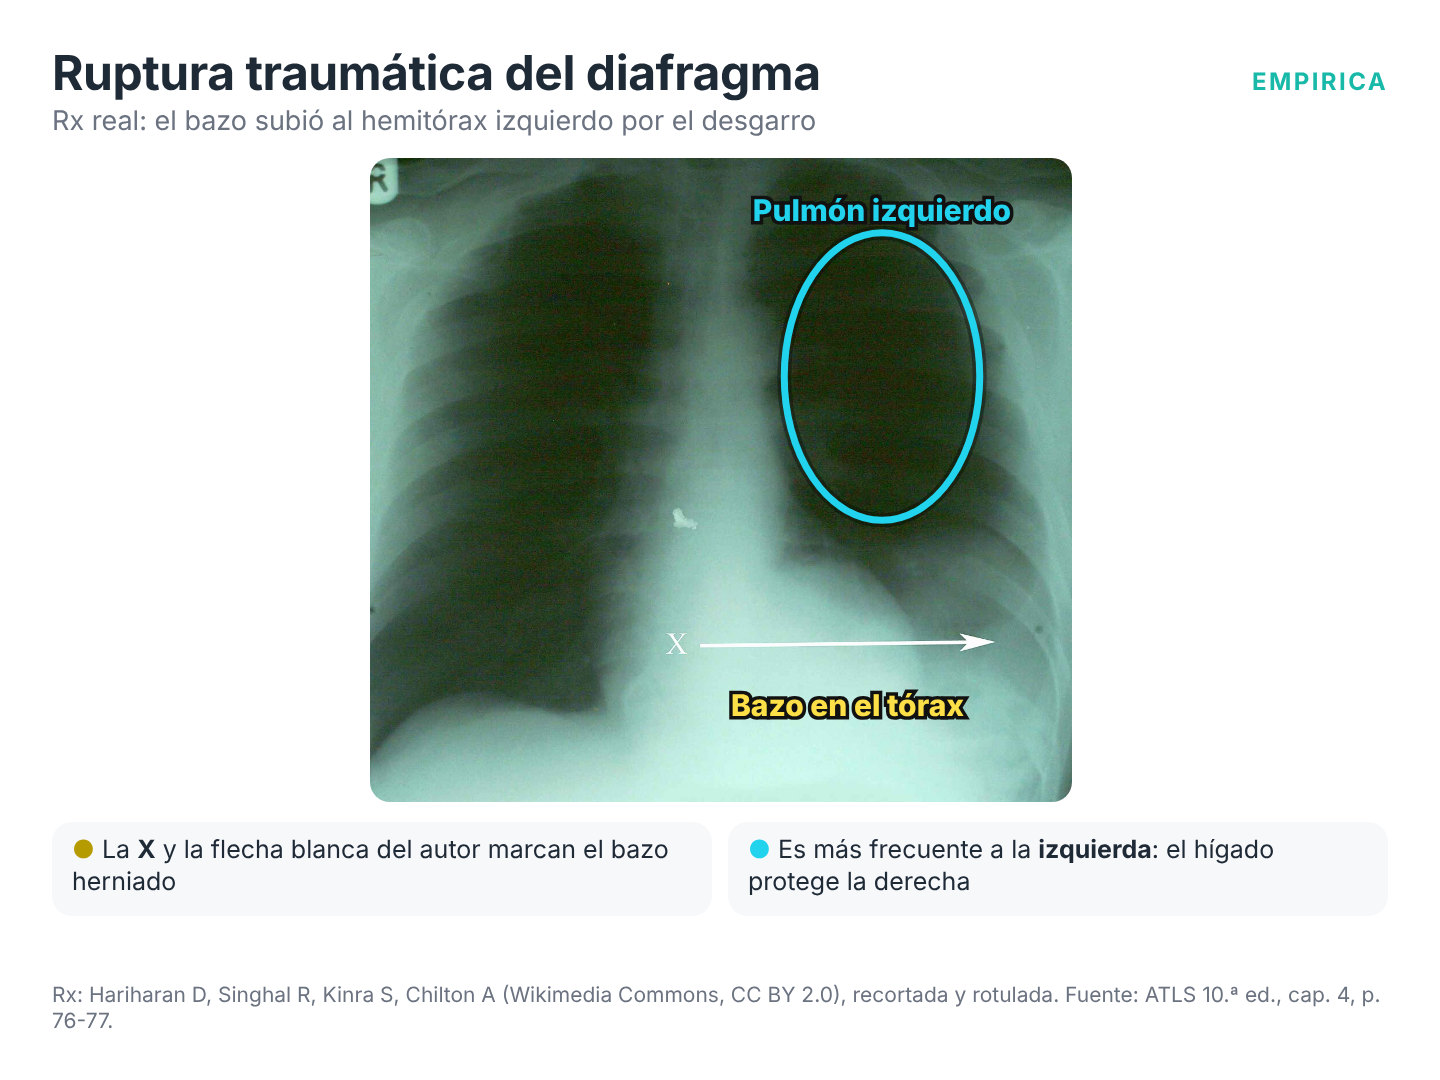 Ruptura traumática del diafragma
EMPIRICA
Rx real: el bazo subió al hemitórax izquierdo por el desgarro
R
Pulmón izquierdo
X
Bazo en el tórax
La X y la flecha blanca del autor marcan el bazo
herniado
Es más frecuente a la izquierda: el hígado
protege la derecha
Rx: Hariharan D, Singhal R, Kinra S, Chilton A (Wikimedia Commons, CC BY 2.0), recortada y rotulada. Fuente: ATLS 10.ª ed., cap. 4, p.
76-77.